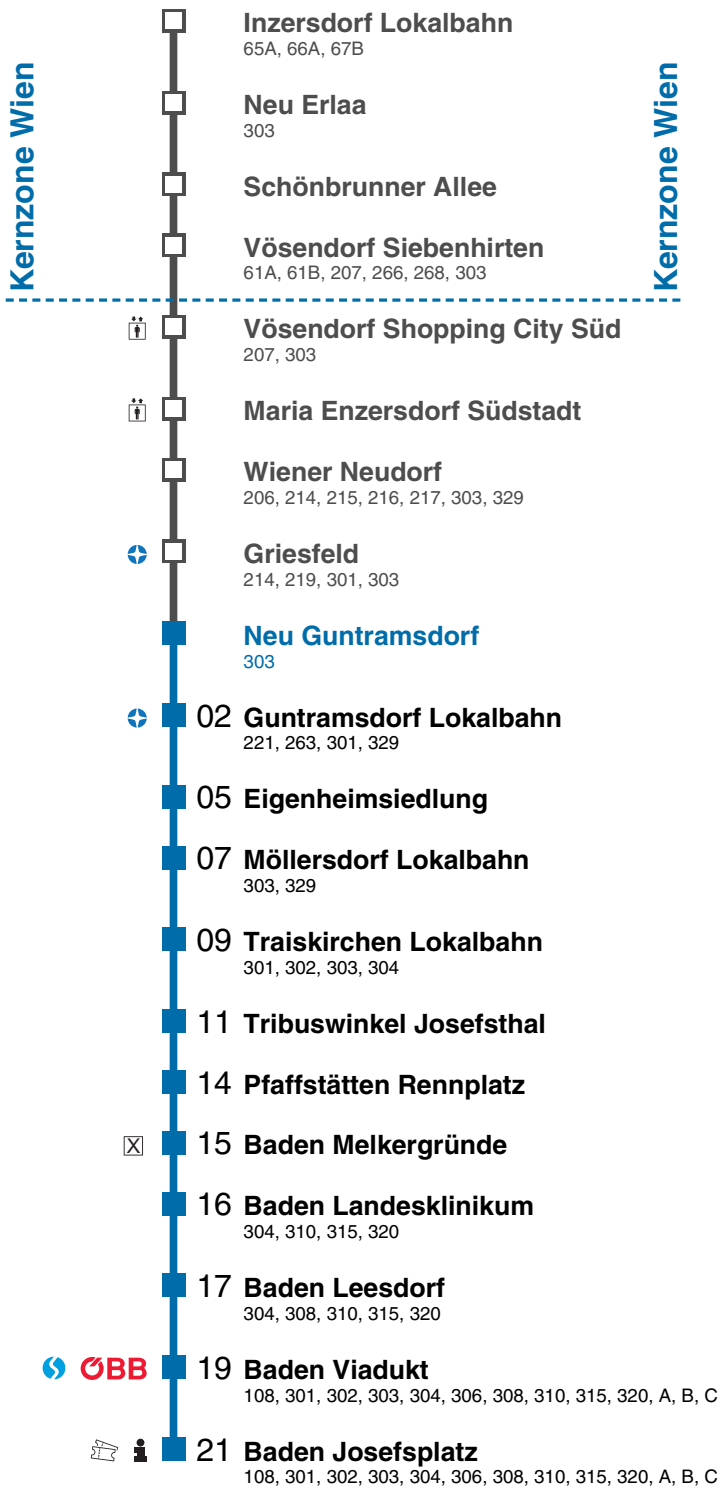 Kernzone Wien
Kernzone Wien
Inzersdorf Lokalbahn
65A, 66A, 67B
Neu Erlaa
303
Schönbrunner Allee
Vösendorf Siebenhirten
61A, 61B, 207, 266, 268, 303
Vösendorf Shopping City Süd
207, 303
Maria Enzersdorf Südstadt
Wiener Neudorf
206, 214, 215, 216, 217, 303, 329
Griesfeld
214, 219, 301, 303
Neu Guntramsdorf
303
02 Guntramsdorf Lokalbahn
221, 263, 301, 329
05 Eigenheimsiedlung
07 Möllersdorf Lokalbahn
303, 329
09 Traiskirchen Lokalbahn
301, 302, 303, 304
11 Tribuswinkel Josefsthal
14 Pfaffstätten Rennplatz
X 15 Baden Melkergründe
16 Baden Landesklinikum
304, 310, 315, 320
17 Baden Leesdorf
304, 308, 310, 315, 320
ÖBB 19 Baden Viadukt
108, 301, 302, 303, 304, 306, 308, 310, 315, 320, A, B, C
i 21 Baden Josefsplatz
108, 301, 302, 303, 304, 306, 308, 310, 315, 320, A, B, C